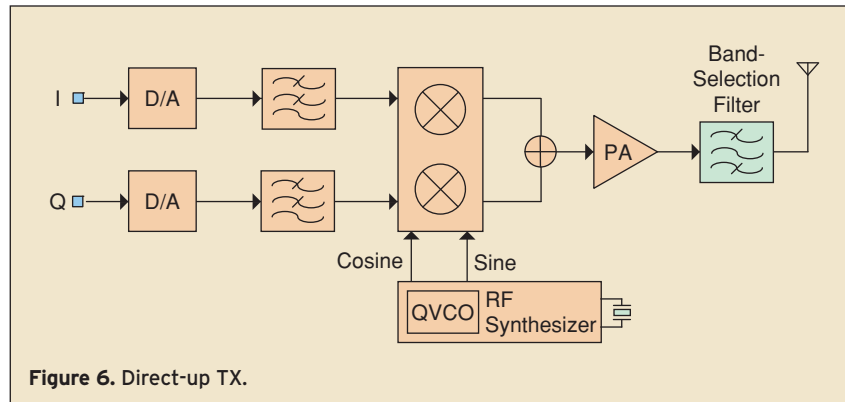 Band-
Selection
Filter
I
D/A
PA
Q
D/A
Cosine
Sine
QVCO
RF
Synthesizer
Figure 6. Direct-up TX.